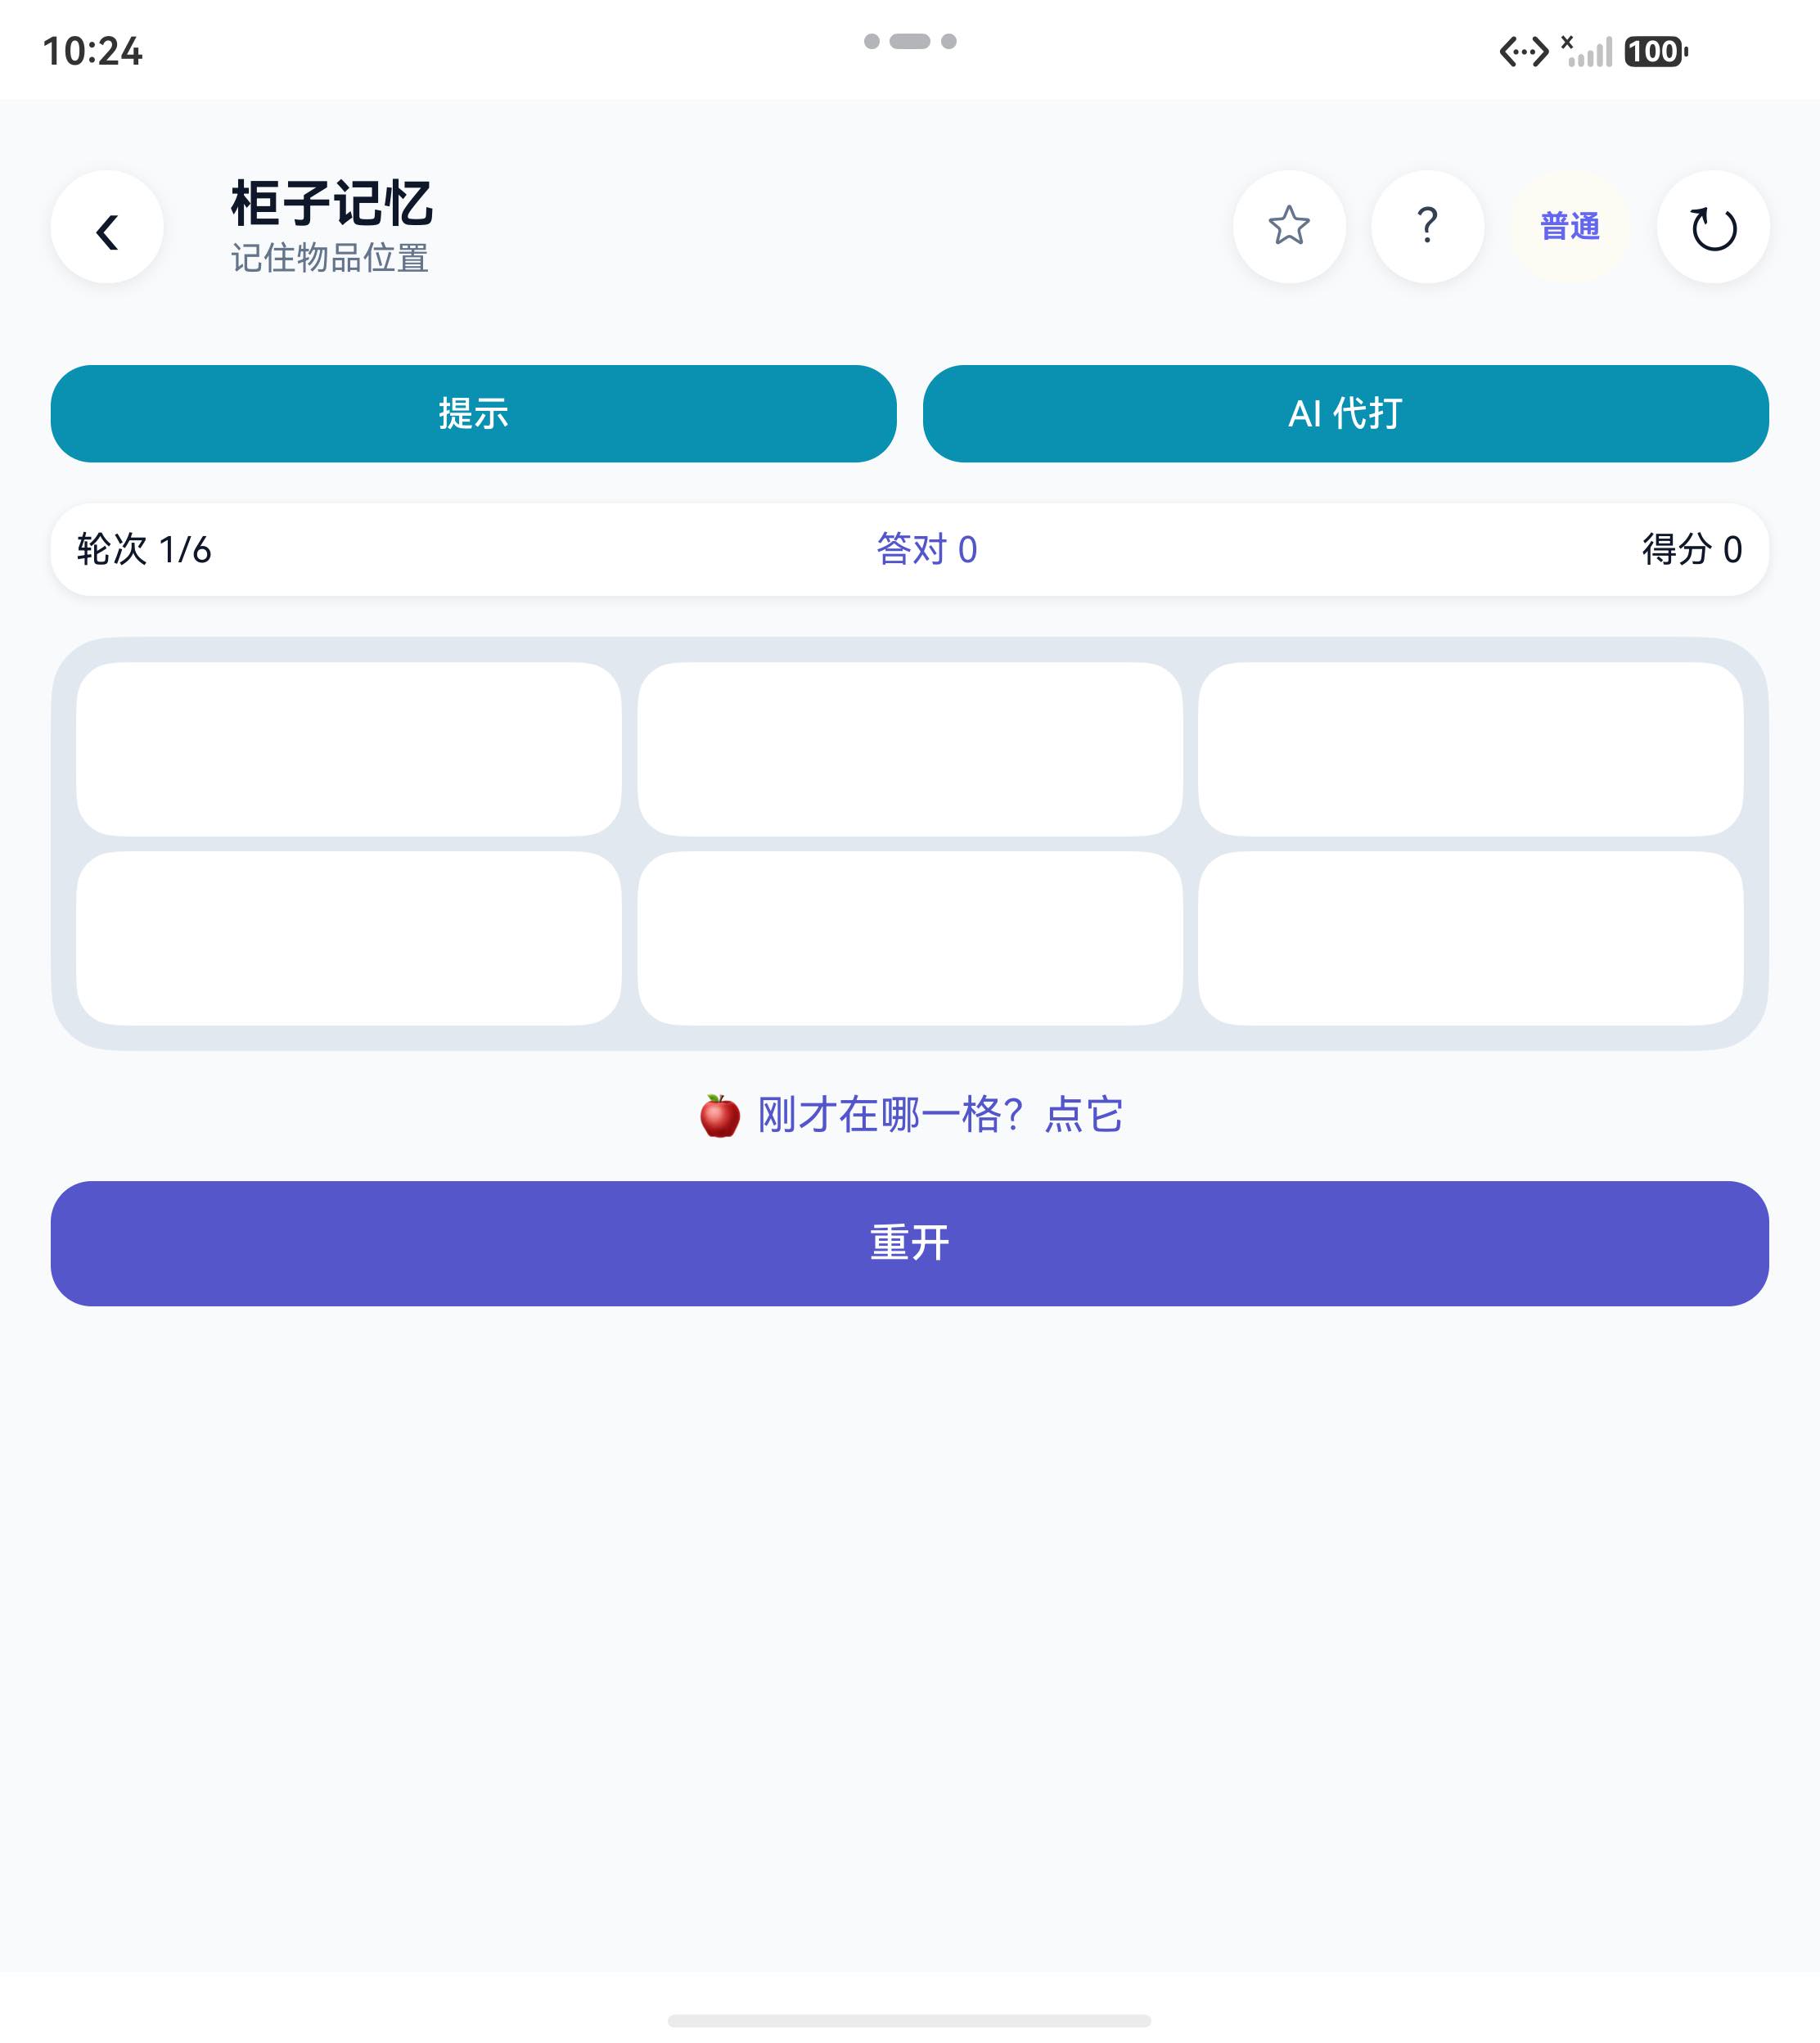 10:24
100
柜子记忆
记住物品位置
?
普通
提示
AI 代打
轮次 1/6
答对 0
得分 0
🍎 刚才在哪一格？点它
重开